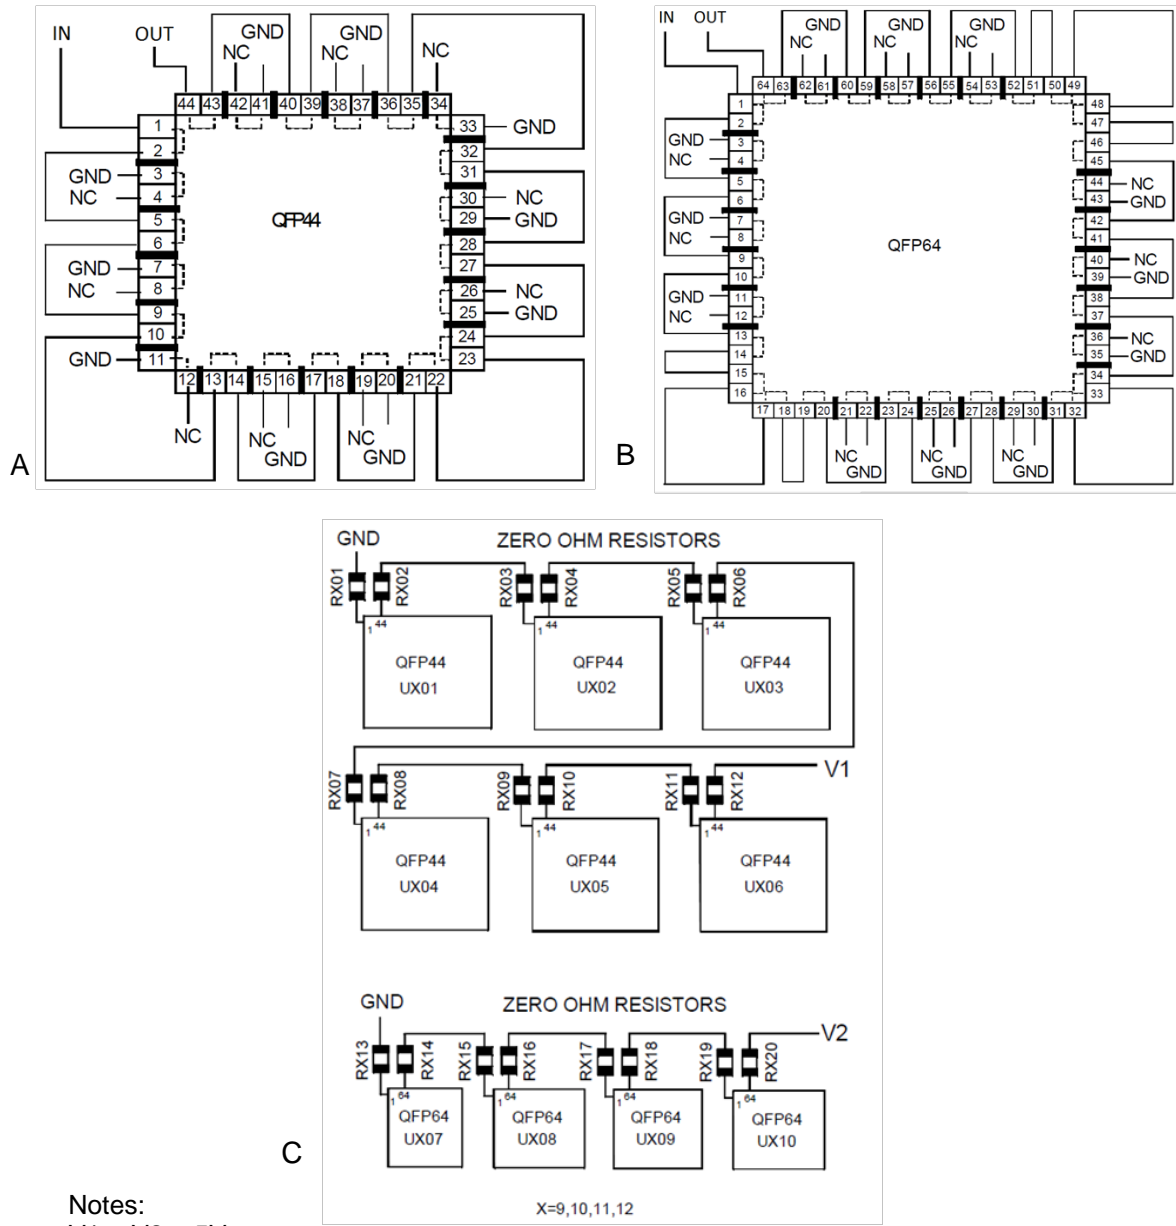 IN
OUT
GND
NC
GND
NC
NC
44 43 42 41 40 39 38 37 36 35 34
1
2
3
4
5
6
7
8
9
10
11
GND
NC
GND
NC
GND
QFP44
33
32
31
30
29
28
27
26
25
24
23
GND
NC
GND
NC
GND
12 13 14 15 16 17 18 19 20 21 22
NC
NC
GND
NC
GND
A
IN
OUT
GND
NC
GND
NC
GND
NC
64 63 62 61 60 59 58 57 56 55 54 53 52 51 50 49
1
2
3
4
5
6
7
8
9
10
11
12
13
14
15
16
GND
NC
GND
NC
GND
NC
QFP64
48
47
46
45
44
43
42
41
40
39
38
37
36
35
34
33
NC
GND
NC
GND
NC
GND
17 18 19 20 21 22 23 24 25 26 27 28 29 30 31 32
NC
GND
NC
GND
NC
GND
B
GND
ZERO OHM RESISTORS
RX01 RX02 RX03 RX04 RX05 RX06
1 44 1 44 1 44
QFP44 QFP44 QFP44
UX01 UX02 UX03
V1
RX07 RX08 RX09 RX10 RX11 RX12
1 44 1 44 1 44
QFP44 QFP44 QFP44
UX04 UX05 UX06
GND
ZERO OHM RESISTORS
V2
RX13 RX14 RX15 RX16 RX17 RX18 RX19 RX20
1 64 1 64 1 64 1 64
QFP64 QFP64 QFP64 QFP64
UX07 UX08 UX09 UX10
C
X=9,10,11,12
Notes: